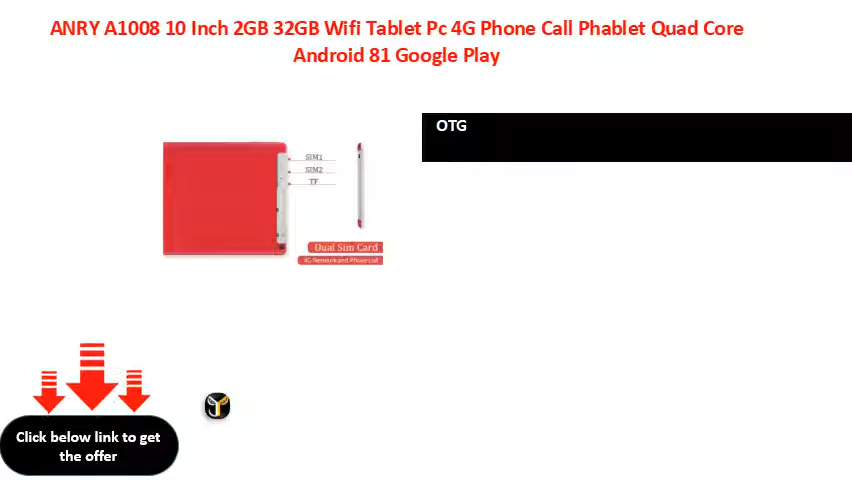 ANRY A1008 10 Inch 2GB 32GB Wifi Tablet Pc 4G Phone Call Phablet Quad Core
Android 81 Google Play
OTG
SIM1
SIM2
TF
Dual Sim Card
4G Network and Phone call
Click below link to get
the offer